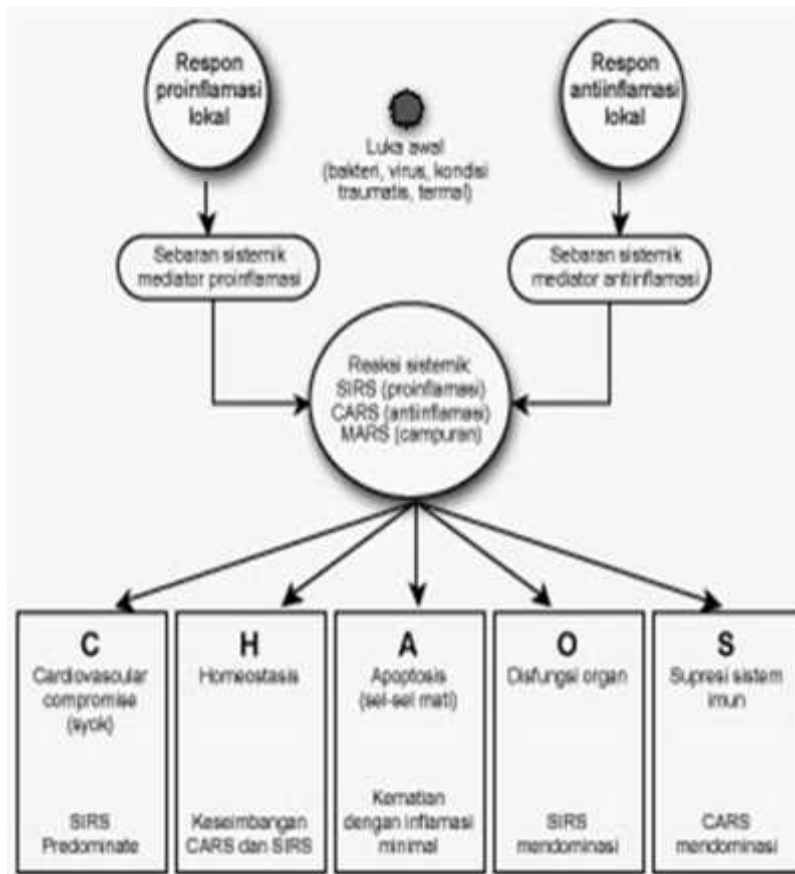 Respon
proinflamasi
lokal
Respon
antiinflamasi
lokal
Luka awal
(bakteri, virus, kondisi
traumatis, termal)
Sebaran sistemik
mediator proinflamasi
Sebaran sistemik
mediator antiinflamasi
Reaksi sistemik
SIRS (proinflamasi)
CARS (antiinflamasi)
MARS (campuran)
C
Cardiovascular
compromise
(syok)
SIRS
Predominate
H
Homeostasis
Keseimbangan
CARS dan SIRS
A
Apoptosis
(sel-sel mati)
Kematian
dengan inflamasi
minimal
O
Disfungsi organ
SIRS
mendominasi
S
Supresi sistem
imun
CARS
mendominasi